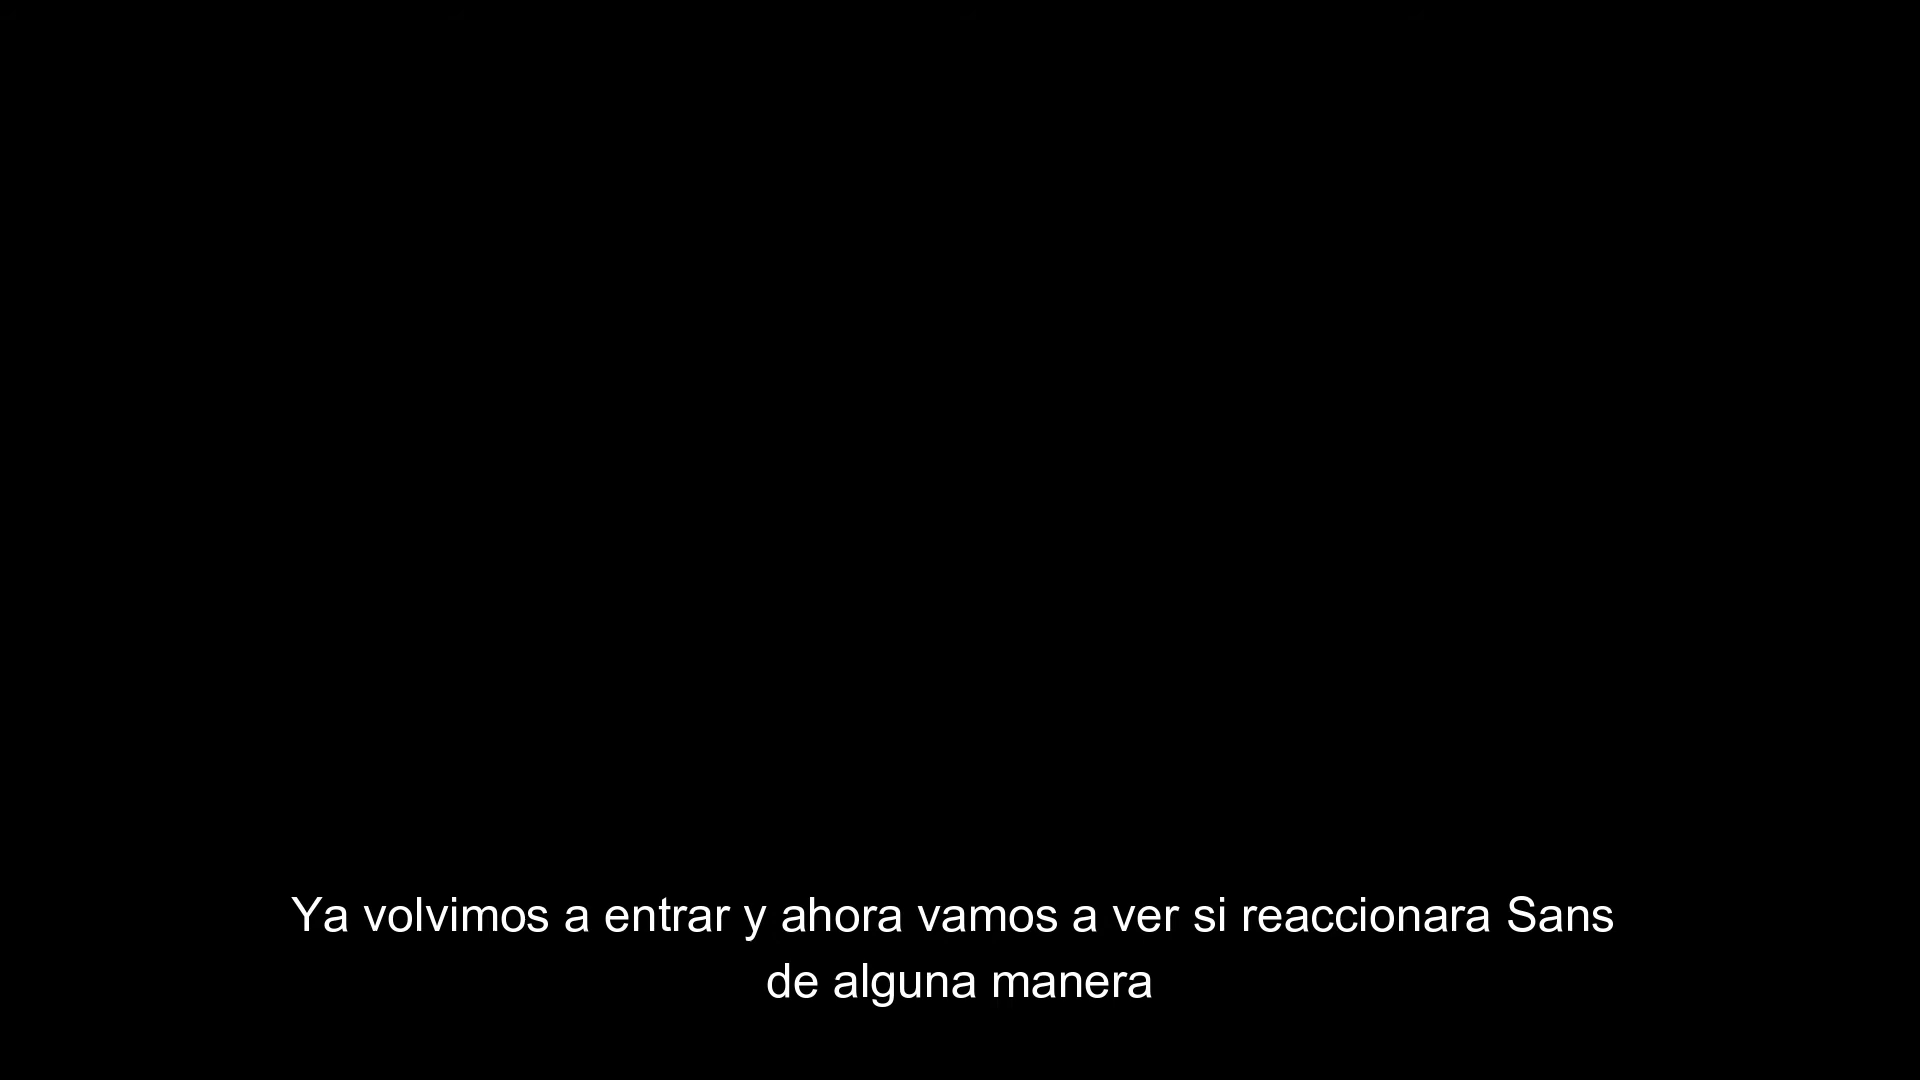 Ya volvimos a entrar y ahora vamos a ver si reaccionara Sans
de alguna manera